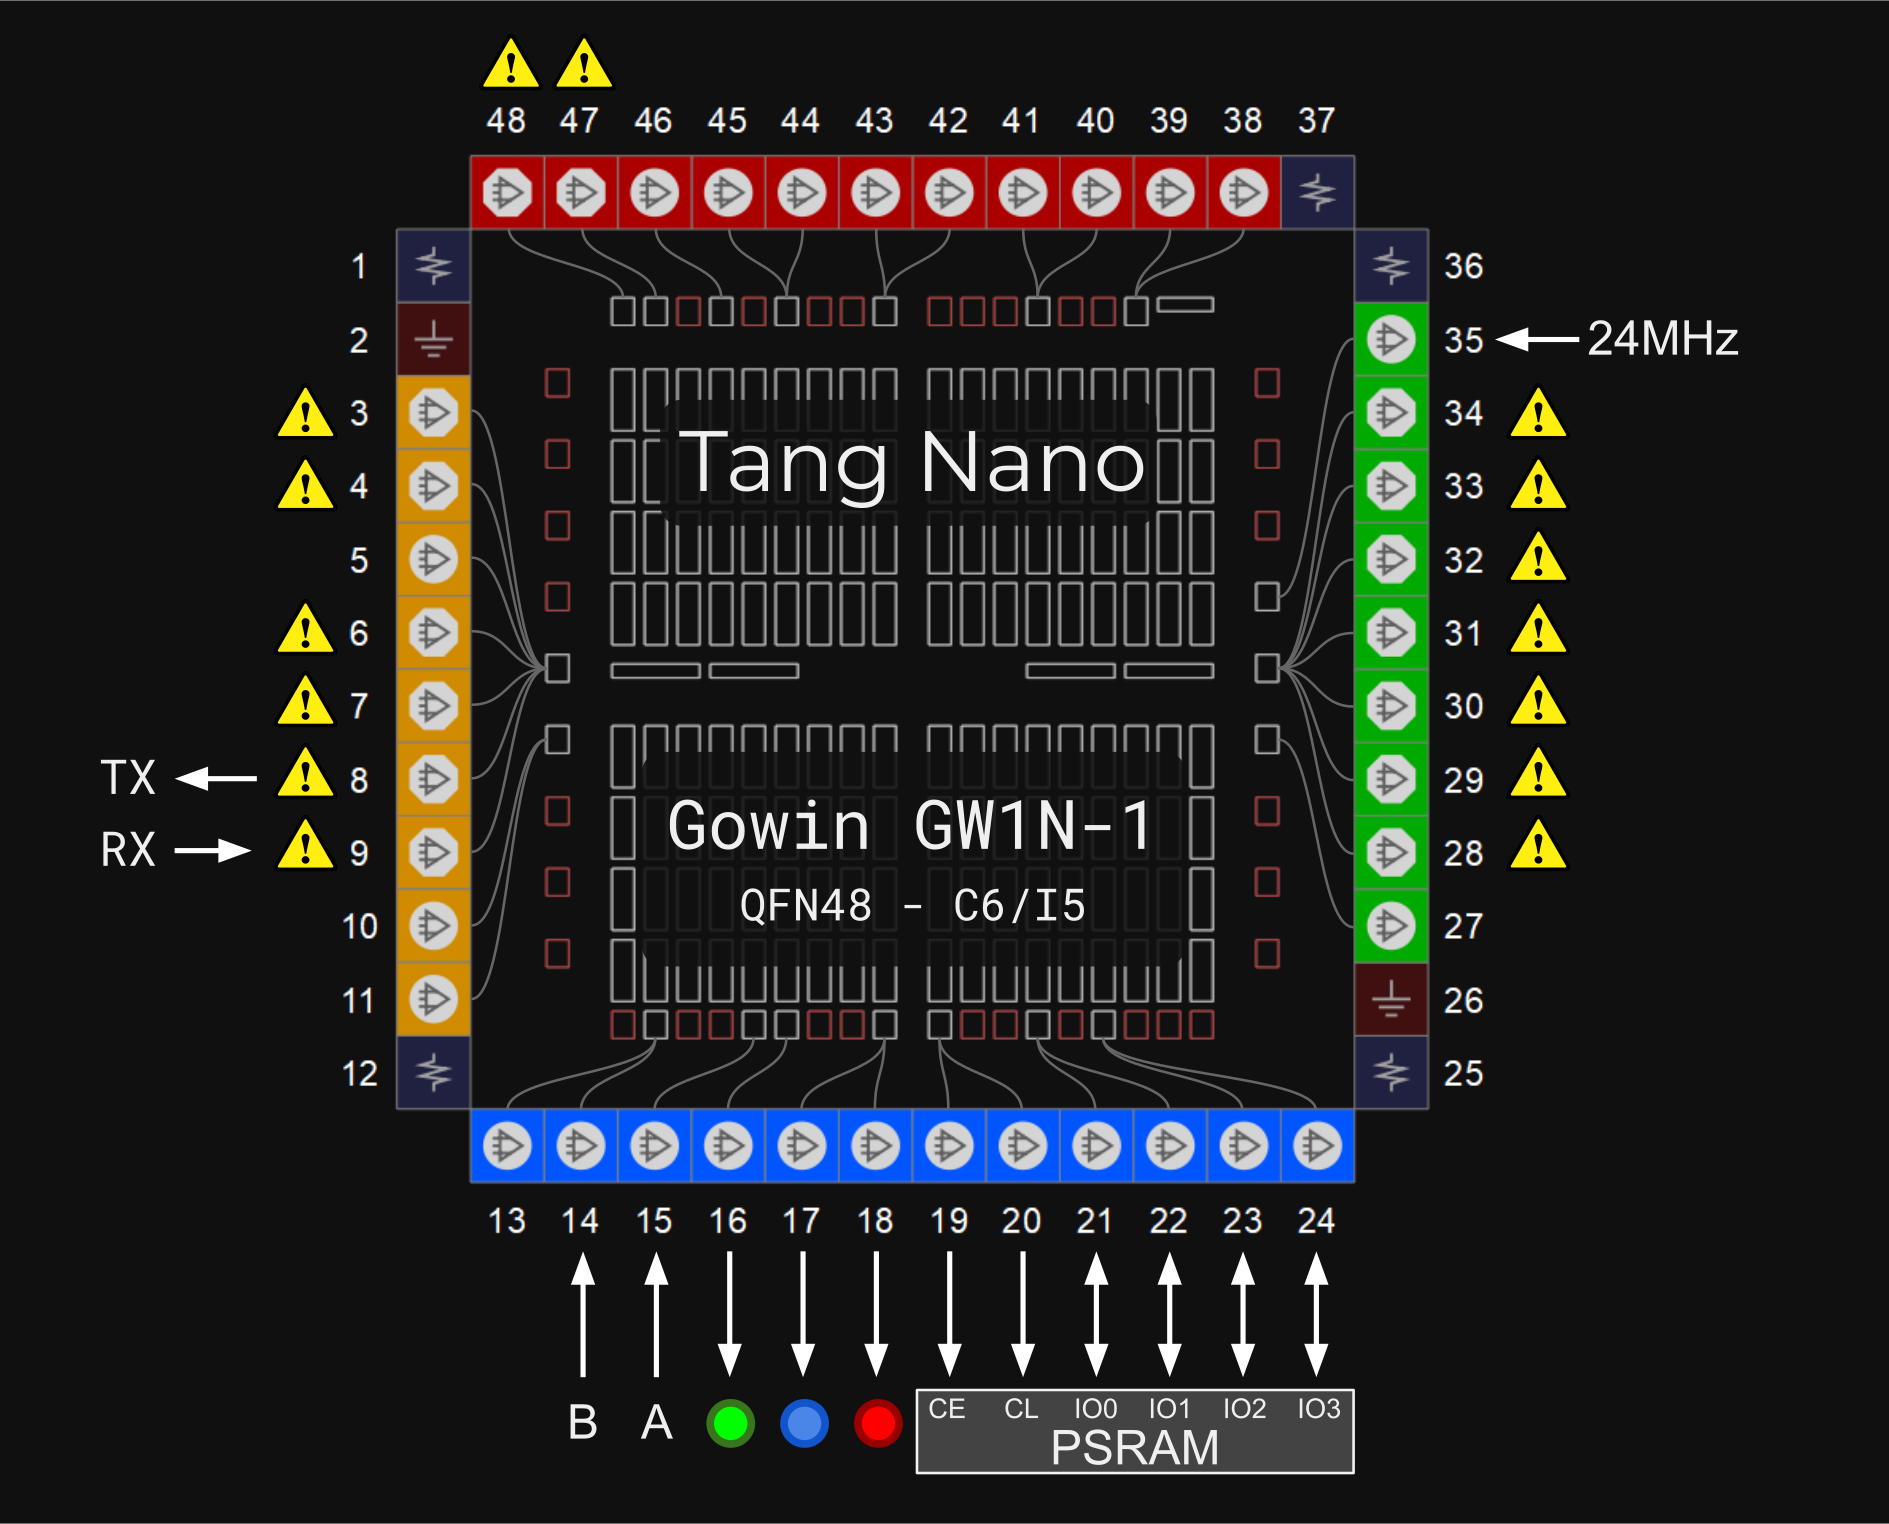 48 47 46 45 44 43 42 41 40 39 38 37
1 36
2 35 24MHz
3 34
4 33
Tang Nano
5 32
6 31
7 30
TX 8 29
RX 9 28
Gowin GW1N-1
QFN48 - C6/I5
10 27
11 26
12 25
13 14 15 16 17 18 19 20 21 22 23 24
B A
CE CL IO0 IO1 IO2 IO3
PSRAM